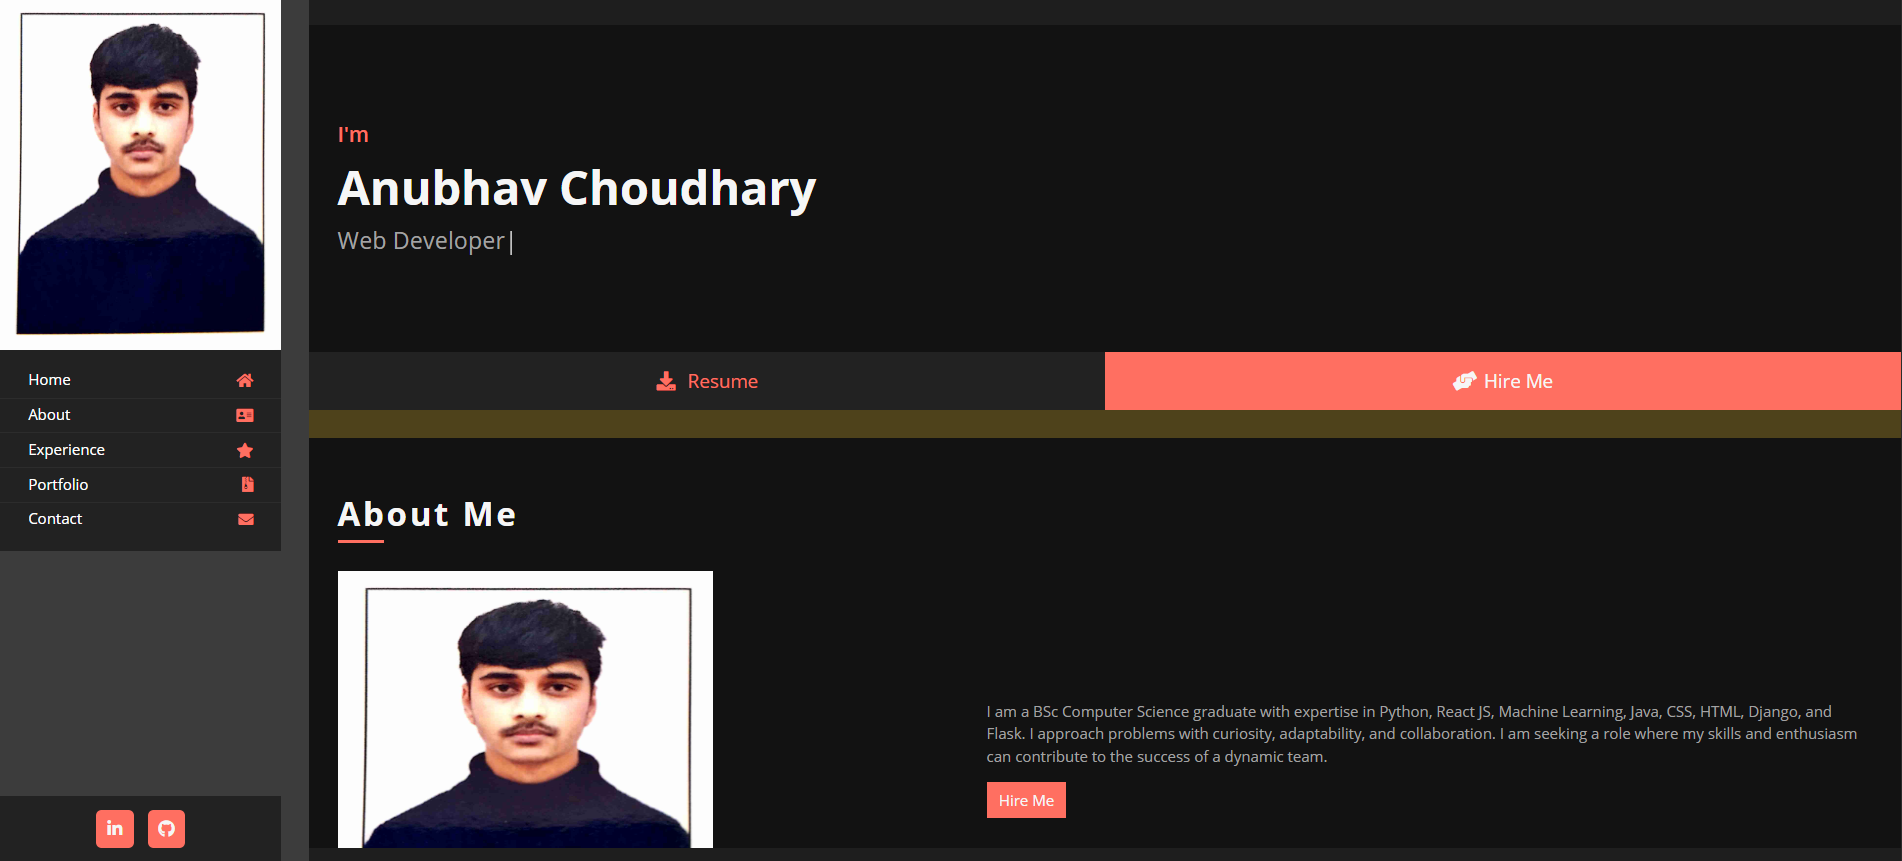 Home
About
Experience
Portfolio
Contact
in
I'm
Anubhav Choudhary
Web Developer|
Resume
Hire Me
About Me
I am a BSc Computer Science graduate with expertise in Python, React JS, Machine Learning, Java, CSS, HTML, Django, and
Flask. I approach problems with curiosity, adaptability, and collaboration. I am seeking a role where my skills and enthusiasm
can contribute to the success of a dynamic team.
Hire Me